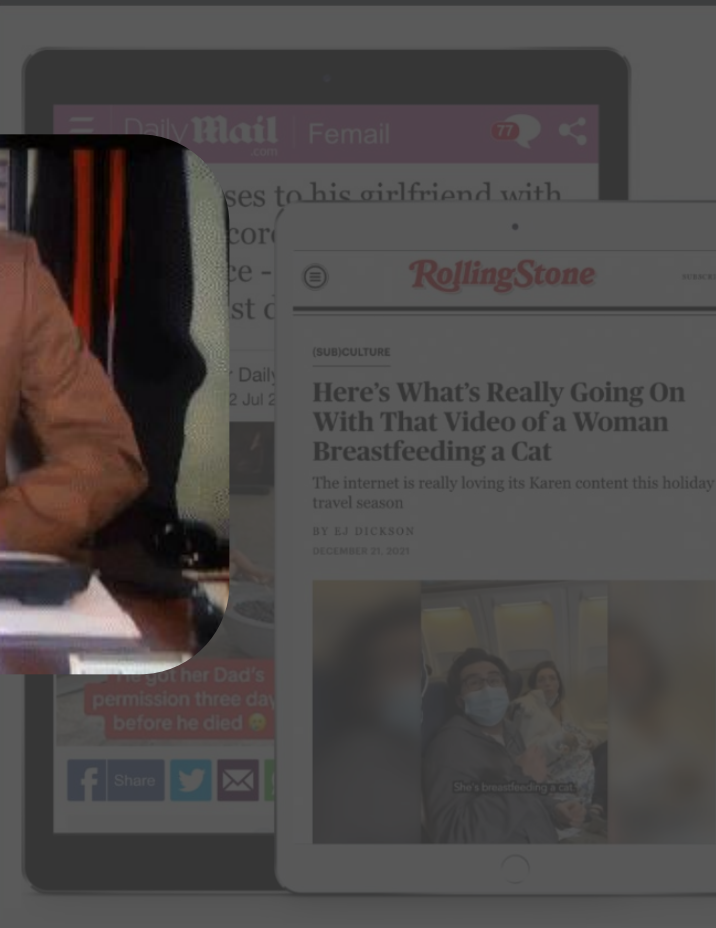 Daily Mail .com Femail 77
ses to his girlfriend with
cord
ce -
st d
Daily
2 Jul 2
He got her Dad's
permission three day
before he died
Share
RollingStone
SUBSCRI
(SUB)CULTURE
Here's What's Really Going On
With That Video of a Woman
Breastfeeding a Cat
The internet is really loving its Karen content this holiday
travel season
BY EJ DICKSON
DECEMBER 21, 2021
She's breastfeeding a cat